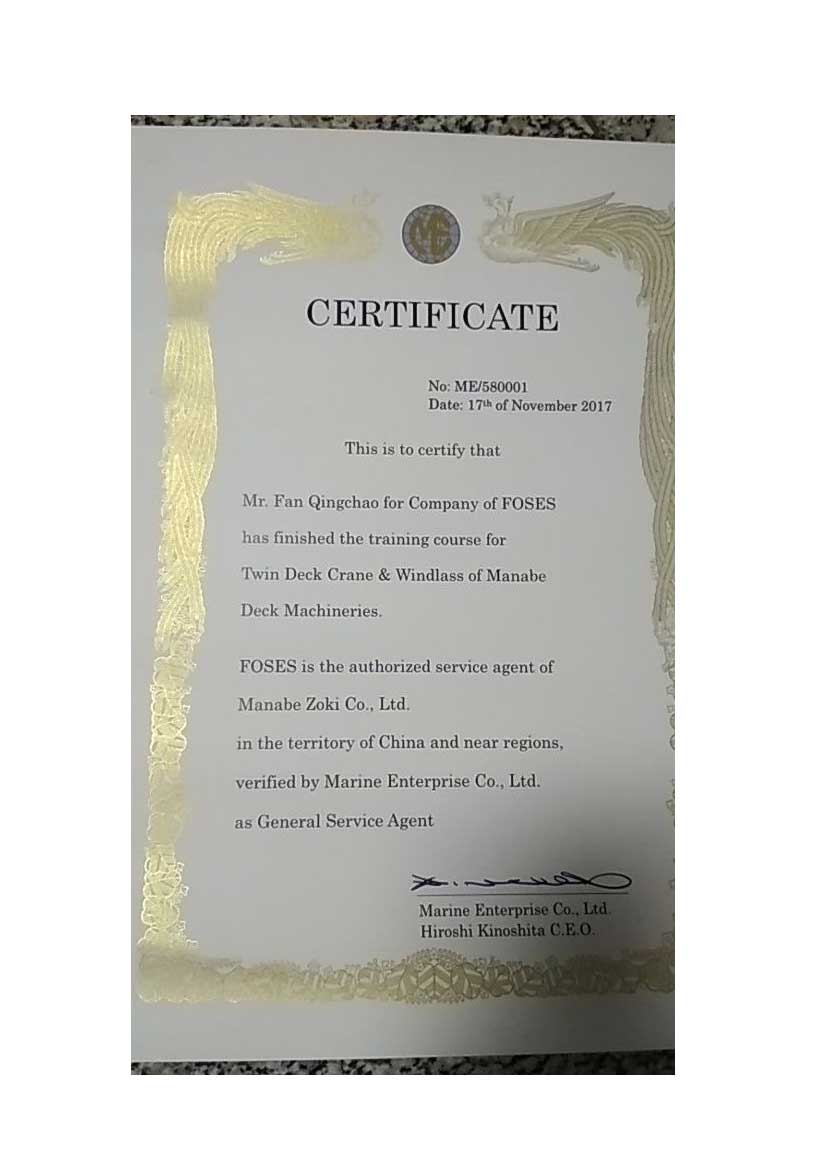 ME
CERTIFICATE
No: ME/580001
Date: 17th of November 2017
This is to certify that
Mr. Fan Qingchao for Company of FOSES
has finished the training course for
Twin Deck Crane & Windlass of Manabe
Deck Machineries.
FOSES is the authorized service agent of
Manabe Zoki Co., Ltd.
in the territory of China and near regions,
verified by Marine Enterprise Co., Ltd.
as General Service Agent
Marine Enterprise Co., Ltd.
Hiroshi Kinoshita C.E.O.